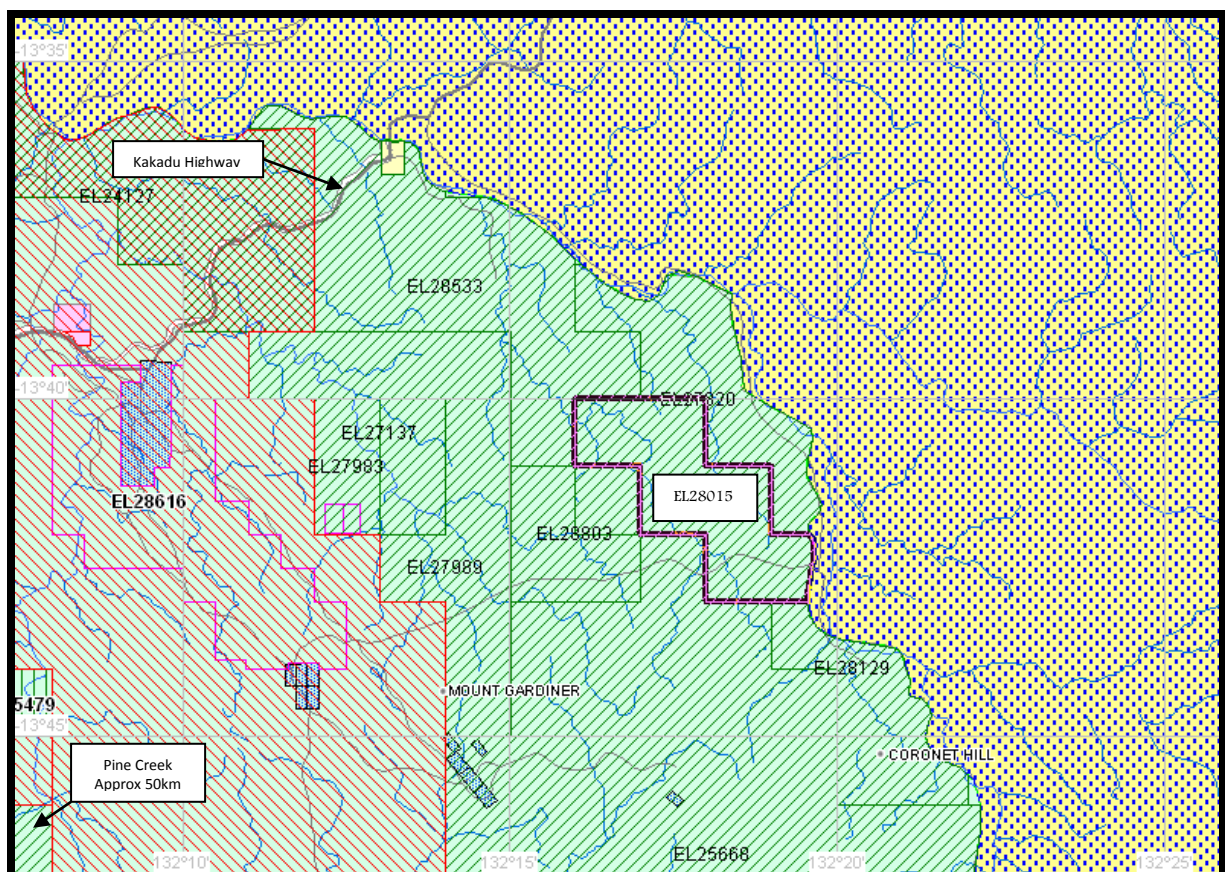 -13°35'
Kakadu Highway
EL24127
EL28533
-13°40'
EL27137
EL27983
EL28616
EL28015
EL28803
EL27989
EL28129
5479
MOUNT GARDINER
-13°45'
CORONET HILL
Pine Creek
Approx 50km
EL25668
132°10'
132°15'
132°20'
132°25'